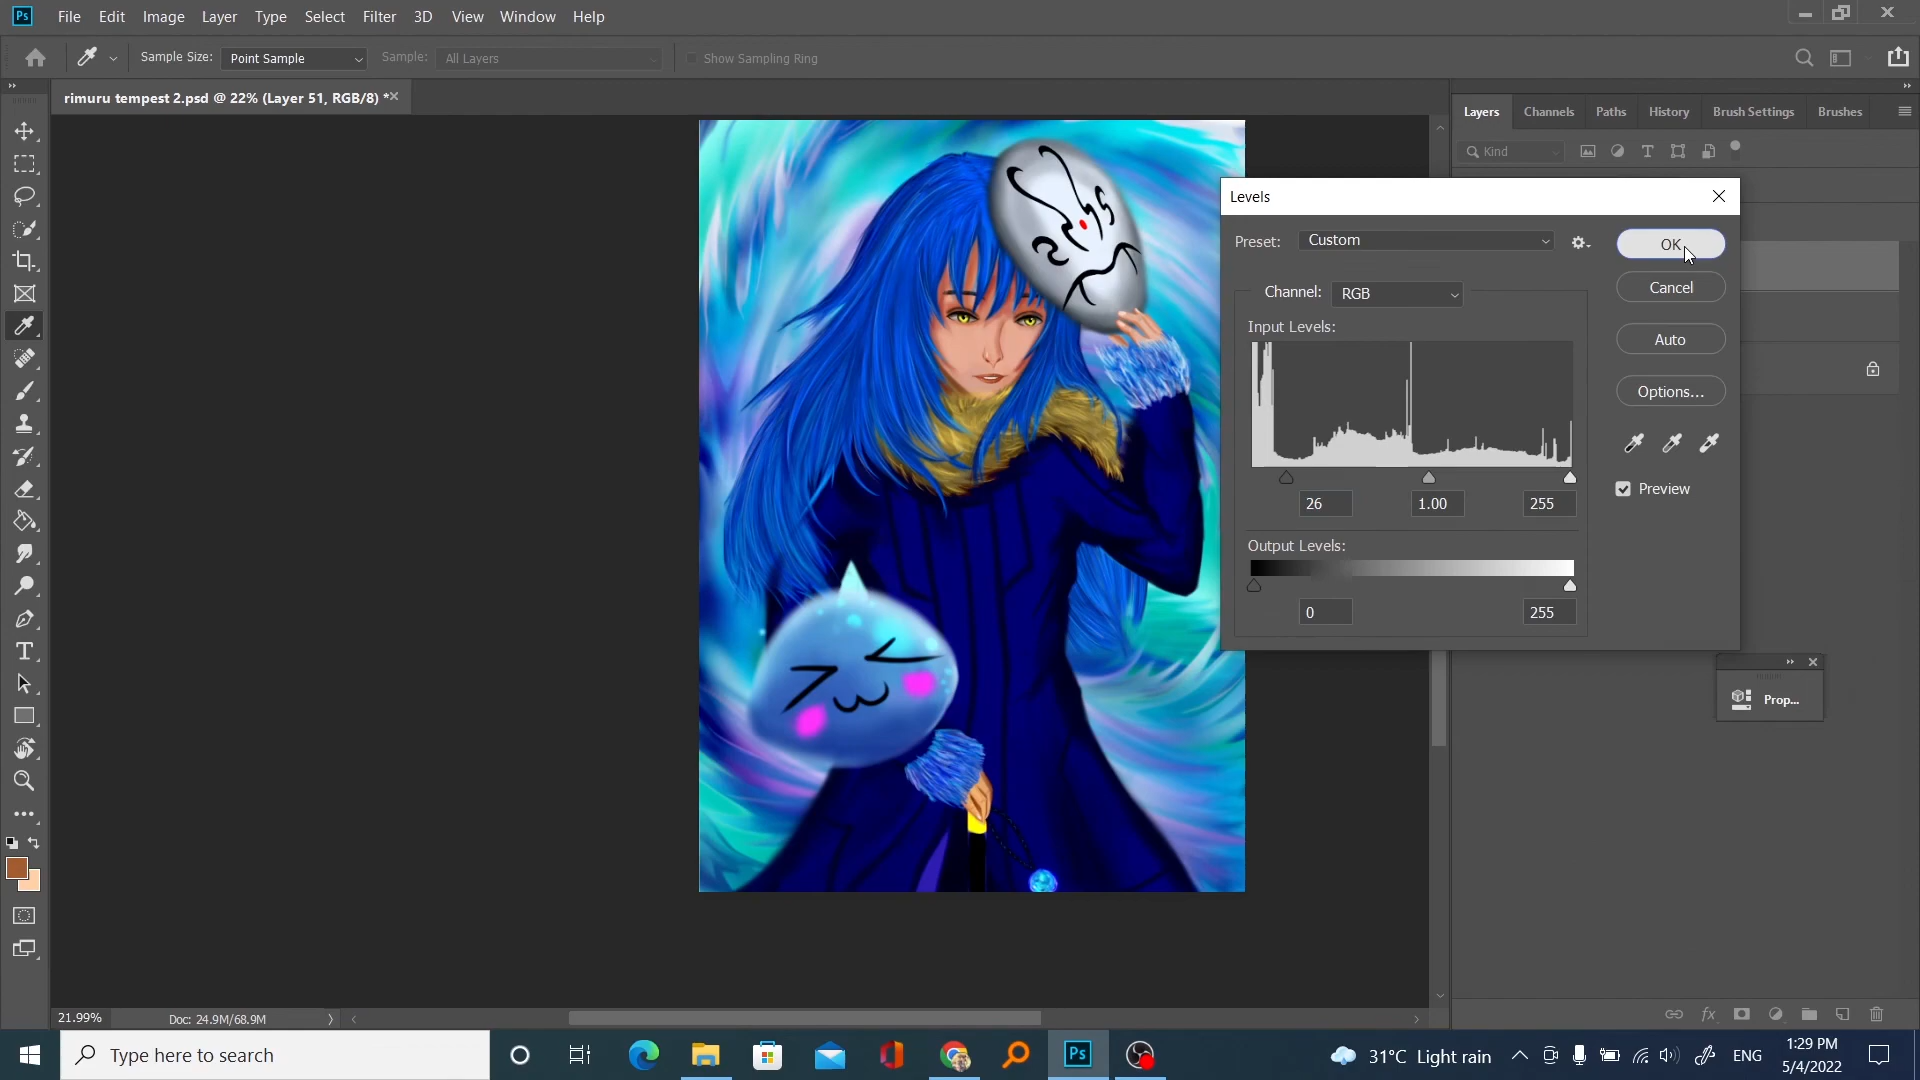 Ps File Edit Image Layer Type Select Filter 3D View Window Help
Sample Size: Point Sample Sample: All Layers Show Sampling Ring
rimuru tempest 2.psd @ 22% (Layer 51, RGB/8) *
Layers Channels Paths History Brush Settings Brushes
Kind
Levels
Preset: Custom
OK
Channel: RGB
Cancel
Input Levels:
Auto
Options...
26 1.00 255
Preview
Output Levels:
0 255
Prop...
21.99% Doc: 24.9M/68.9M
Type here to search
Ps
31°C Light rain
ENG
1:29 PM
5/4/2022